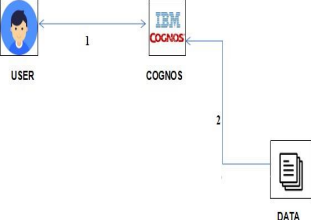 IBM
COGNOS
1
USER
COGNOS
2
DATA